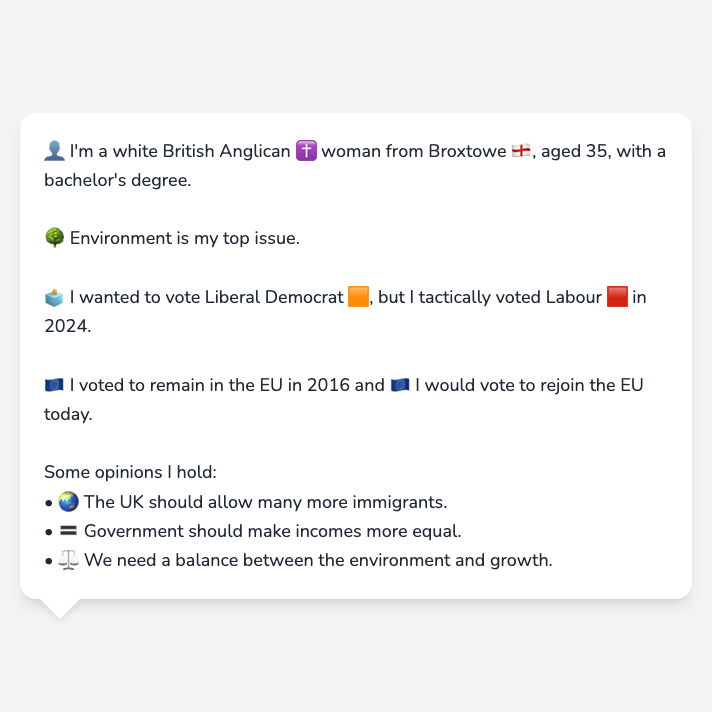 👤 I'm a white British Anglican ✝️ woman from Broxtowe 🏴󠁧󠁢󠁥󠁮󠁧󠁿, aged 35, with a
bachelor's degree.
🌳 Environment is my top issue.
🗳️ I wanted to vote Liberal Democrat 🟧, but I tactically voted Labour 🟥 in
2024.
🇪🇺 I voted to remain in the EU in 2016 and 🇪🇺 I would vote to rejoin the EU
today.
Some opinions I hold:
• 🌏 The UK should allow many more immigrants.
• 🟰 Government should make incomes more equal.
• ⚖️ We need a balance between the environment and growth.